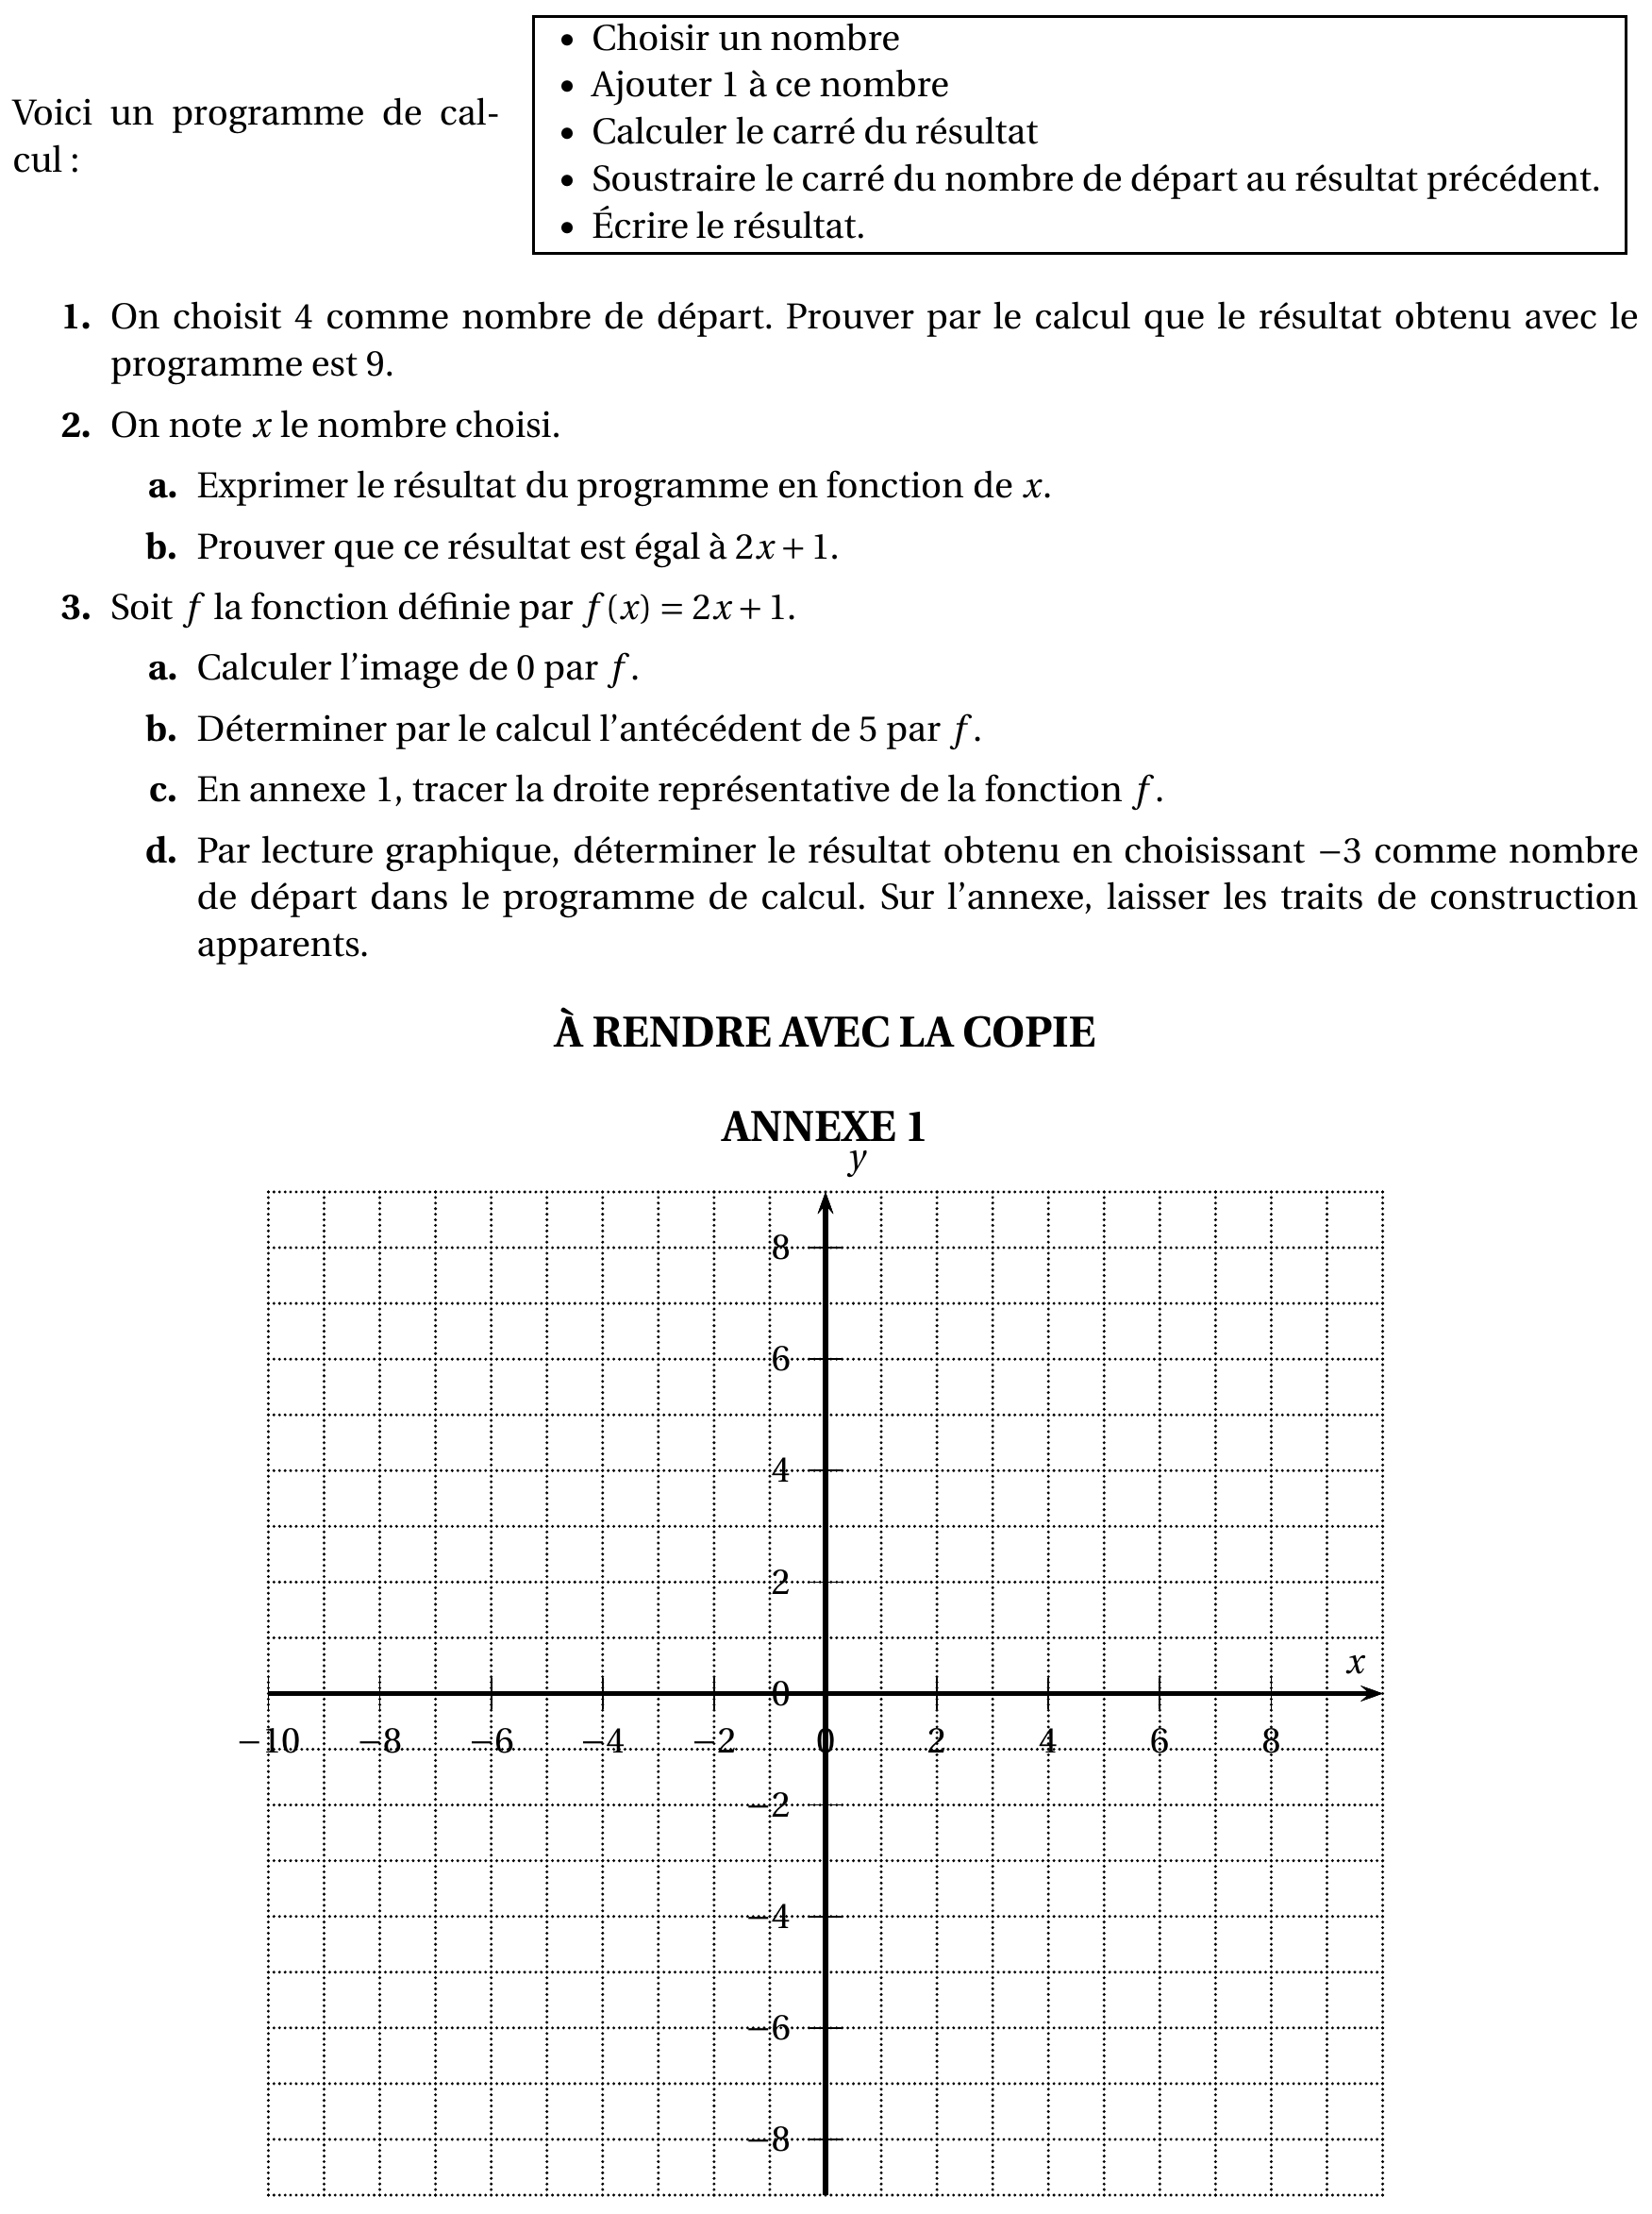 Voici un programme de cal-
cul :
• Choisir un nombre
• Ajouter 1 à ce nombre
• Calculer le carré du résultat
• Soustraire le carré du nombre de départ au résultat précédent.
• Écrire le résultat.
1. On choisit 4 comme nombre de départ. Prouver par le calcul que le résultat obtenu avec le
programme est 9.
2. On note x le nombre choisi.
a. Exprimer le résultat du programme en fonction de x.
b. Prouver que ce résultat est égal à 2x + 1.
3. Soit f la fonction définie par f(x) = 2x + 1.
a. Calculer l'image de 0 par f.
b. Déterminer par le calcul l'antécédent de 5 par f.
c. En annexe 1, tracer la droite représentative de la fonction f.
d. Par lecture graphique, déterminer le résultat obtenu en choisissant −3 comme nombre
de départ dans le programme de calcul. Sur l'annexe, laisser les traits de construction
apparents.
À RENDRE AVEC LA COPIE
ANNEXE 1
y
8
6
4
2
x
0
−10 −8 −6 −4 −2 0 2 4 6 8
−2
−4
−6
−8